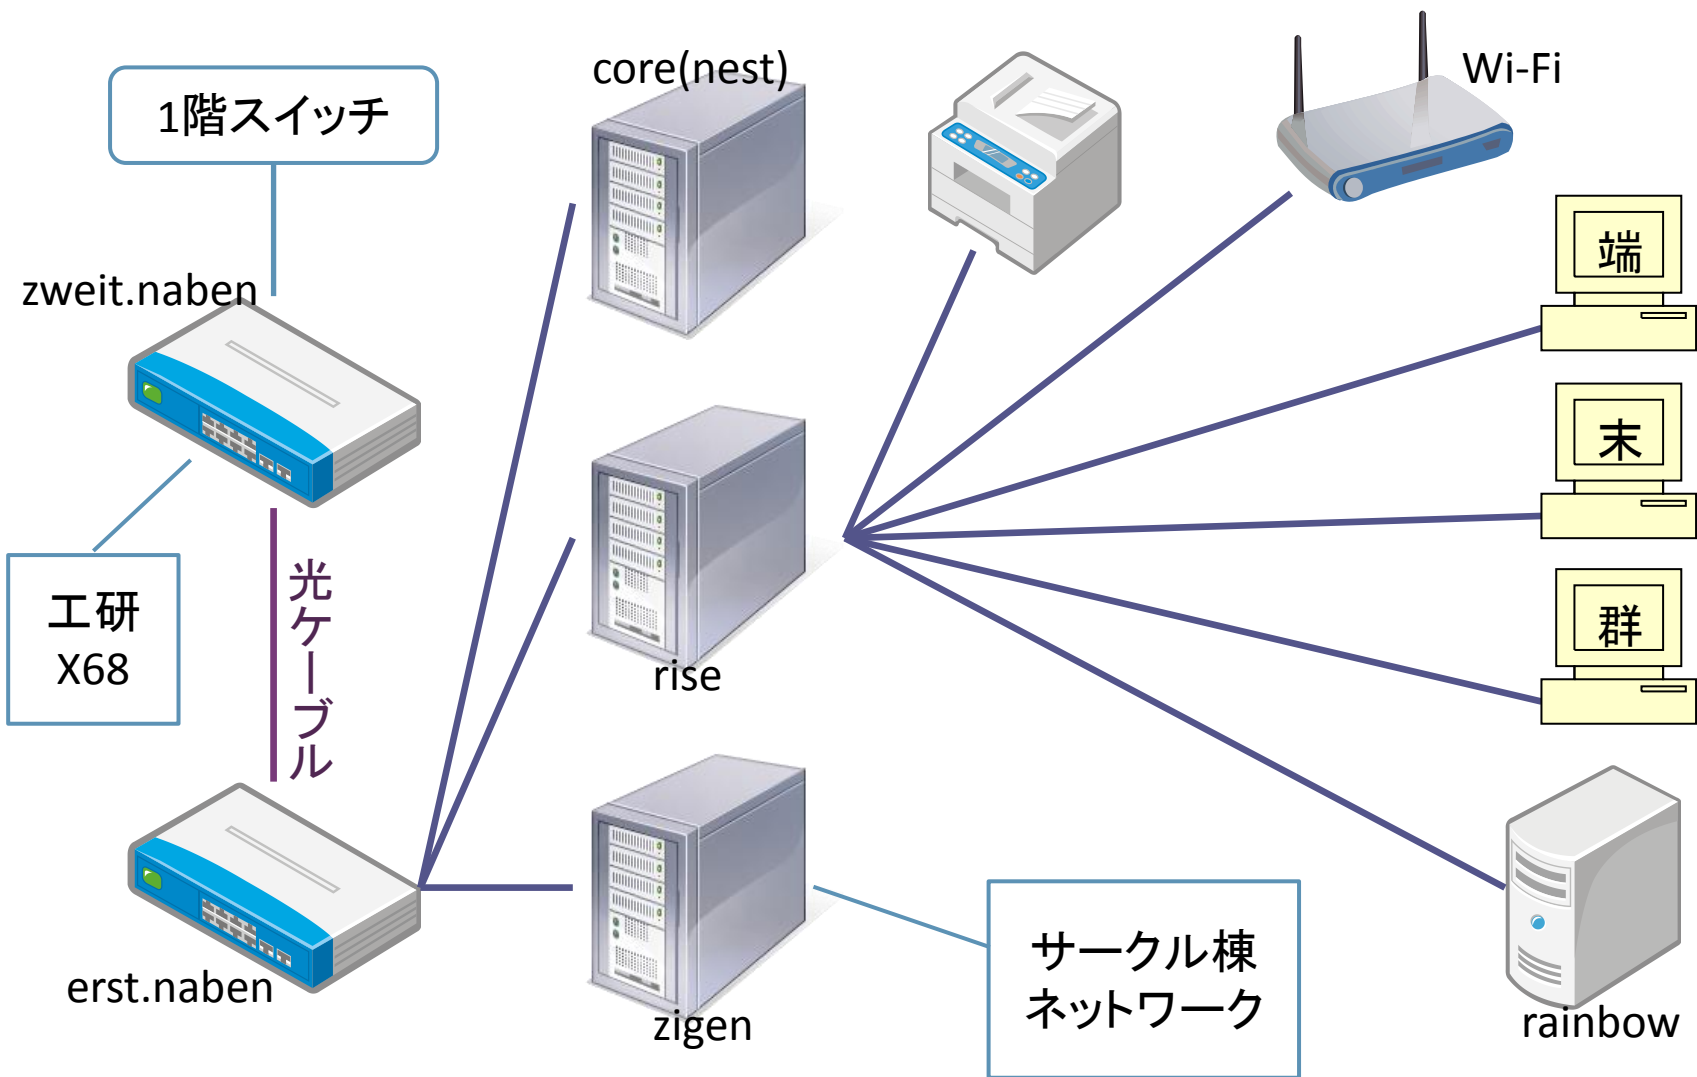 1階スイッチ
zweit.naben
工研
X68
光ケーブル
erst.naben
core(nest)
rise
zigen
サークル棟
ネットワーク
Wi-Fi
端
末
群
rainbow